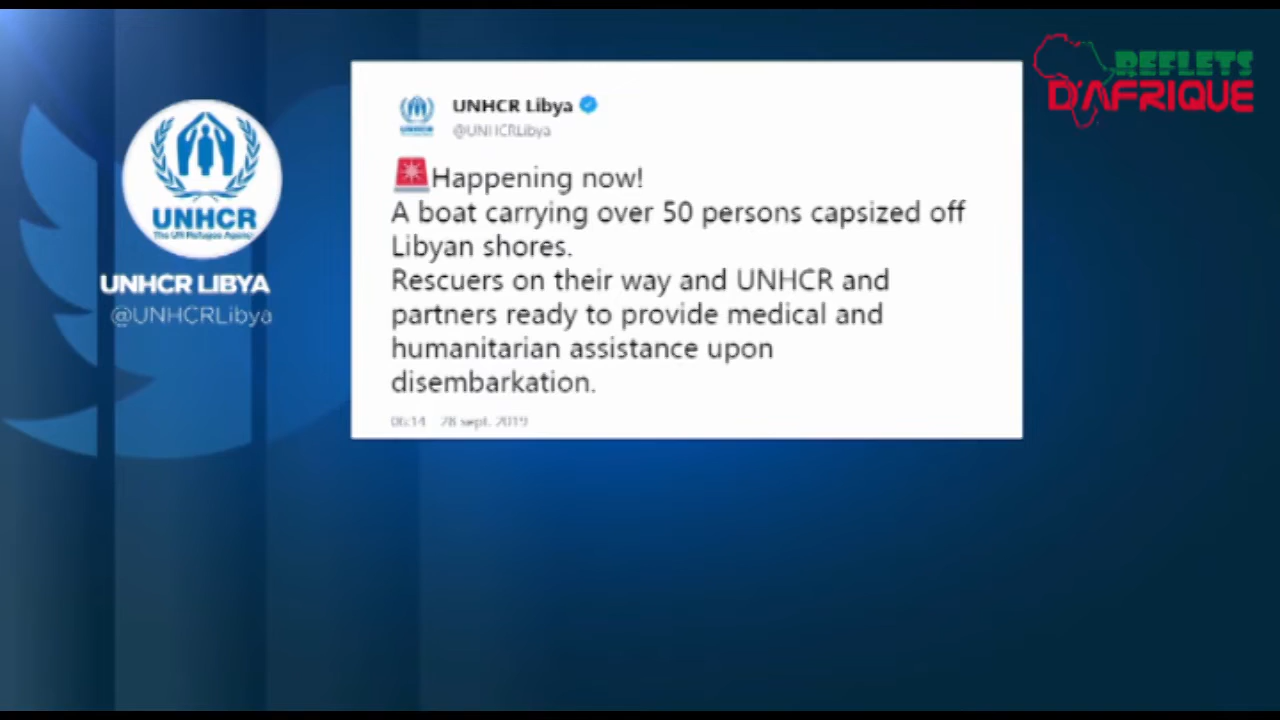 REFLETS
D'AFRIQUE
UNHCR
The UN Refugee Agency
UNHCR LIBYA
@UNHCRLibya
UNHCR Libya
@UNHCRLibya
🚨Happening now!
A boat carrying over 50 persons capsized off
Libyan shores.
Rescuers on their way and UNHCR and
partners ready to provide medical and
humanitarian assistance upon
disembarkation.
06:14 28 sept. 2019